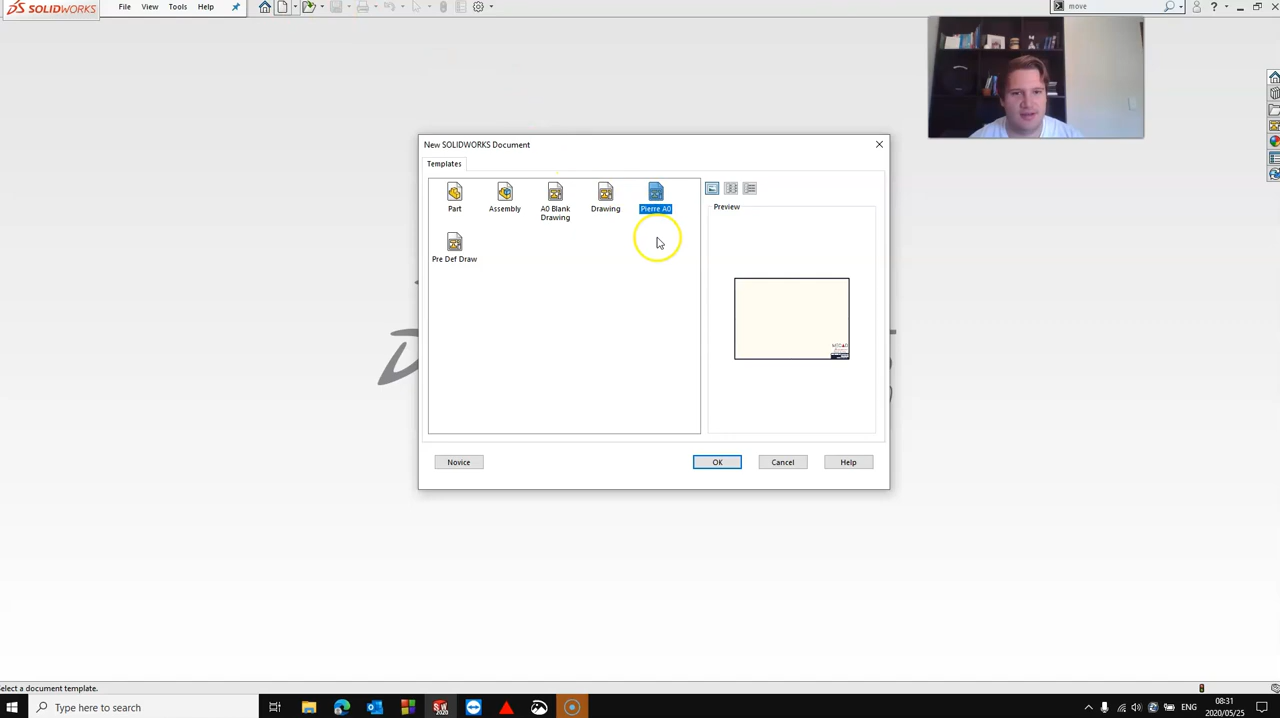 SOLIDWORKS
File
View
Tools
Help
move
New SOLIDWORKS Document
Templates
Part
Assembly
A0 Blank
Drawing
Drawing
Pierre A0
Pre Def Draw
Preview
Novice
OK
Cancel
Help
Select a document template.
Type here to search
ENG
08:31
2020/05/25